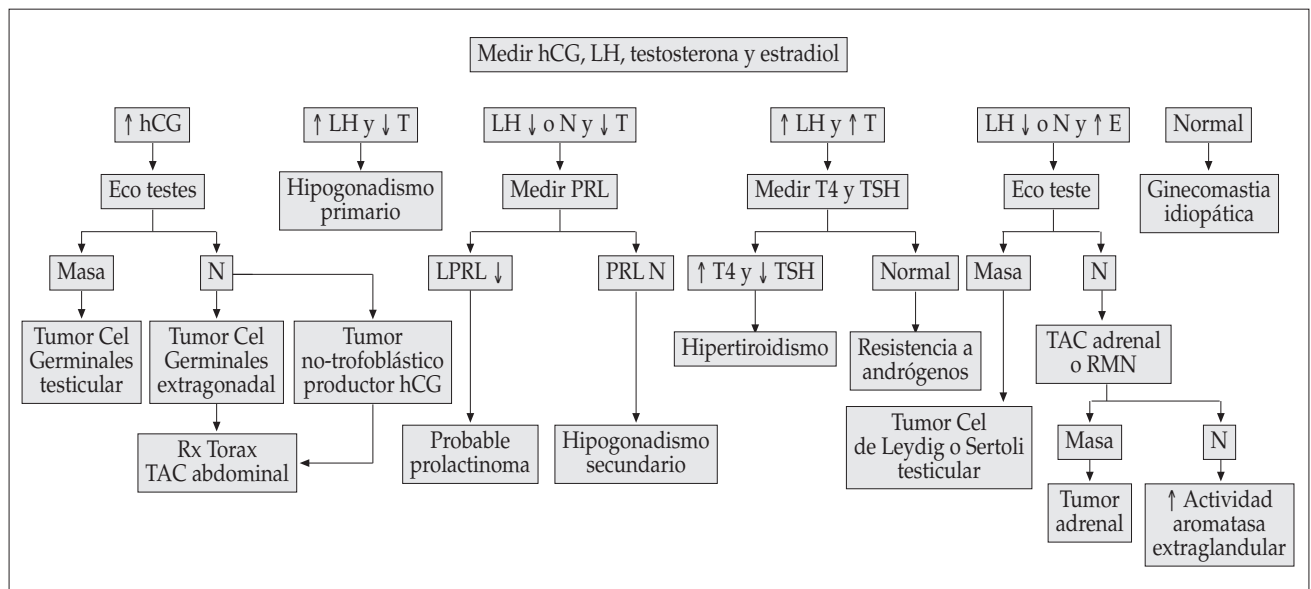 Medir hCG, LH, testosterona y estradiol
↑ hCG
↑ LH y ↓ T
LH ↓ o N y ↓ T
↑ LH y ↑ T
LH ↓ o N y ↑ E
Normal
Eco testes
Hipogonadismo
primario
Medir PRL
Medir T4 y TSH
Eco teste
Ginecomastia
idiopática
Masa
N
LPRL ↓
PRL N
↑ T4 y ↓ TSH
Normal
Masa
N
Tumor Cel
Germinales
testicular
Tumor Cel
Germinales
extragonadal
Tumor
no-trofoblástico
productor hCG
Hipertiroidismo
Resistencia a
andrógenos
TAC adrenal
o RMN
Rx Torax
TAC abdominal
Probable
prolactinoma
Hipogonadismo
secundario
Tumor Cel
de Leydig o Sertoli
testicular
Masa
N
Tumor
adrenal
↑ Actividad
aromatasa
extraglandular